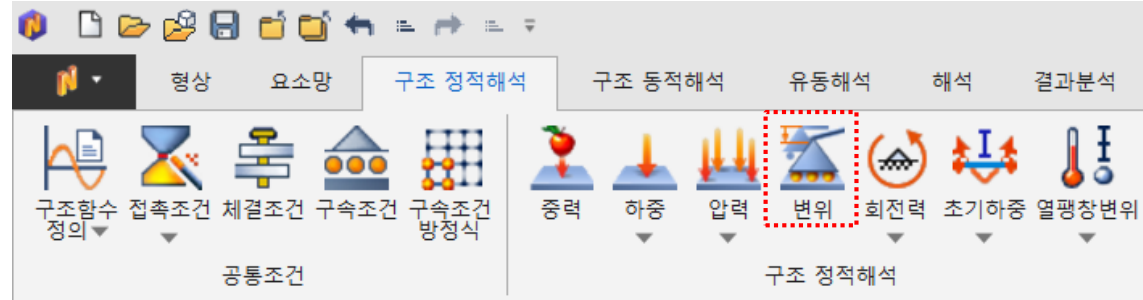 형상 요소망 구조 정적해석 구조 동적해석 유동해석 해석 결과분석
구조함수 접촉조건 체결조건 구속조건 구속조건 중력 하중 압력 변위 회전력 초기하중 열팽창변위
정의 방정식
공통조건 구조 정적해석